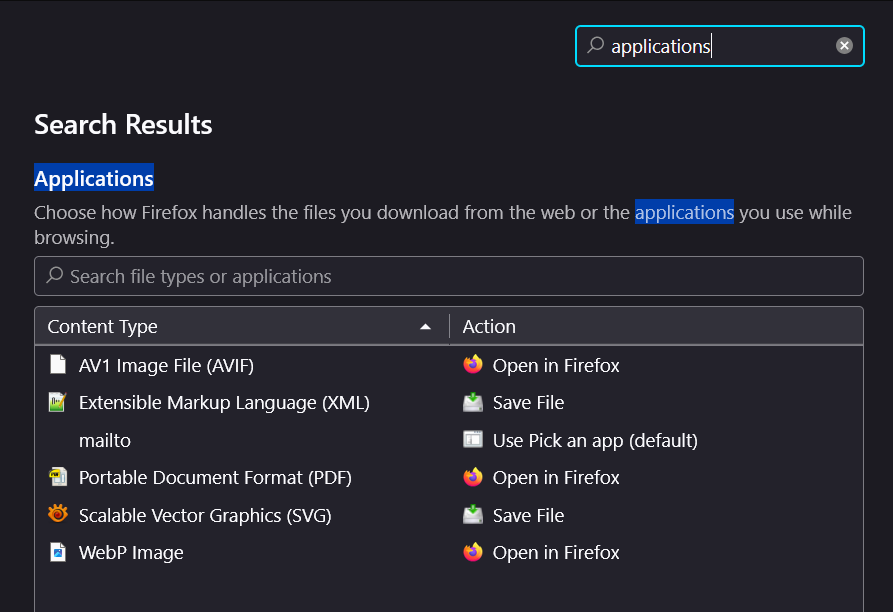 applications
Search Results
Applications
Choose how Firefox handles the files you download from the web or the applications you use while
browsing.
Search file types or applications
Content Type Action
AV1 Image File (AVIF) Open in Firefox
Extensible Markup Language (XML) Save File
mailto Use Pick an app (default)
Portable Document Format (PDF) Open in Firefox
Scalable Vector Graphics (SVG) Save File
WebP Image Open in Firefox